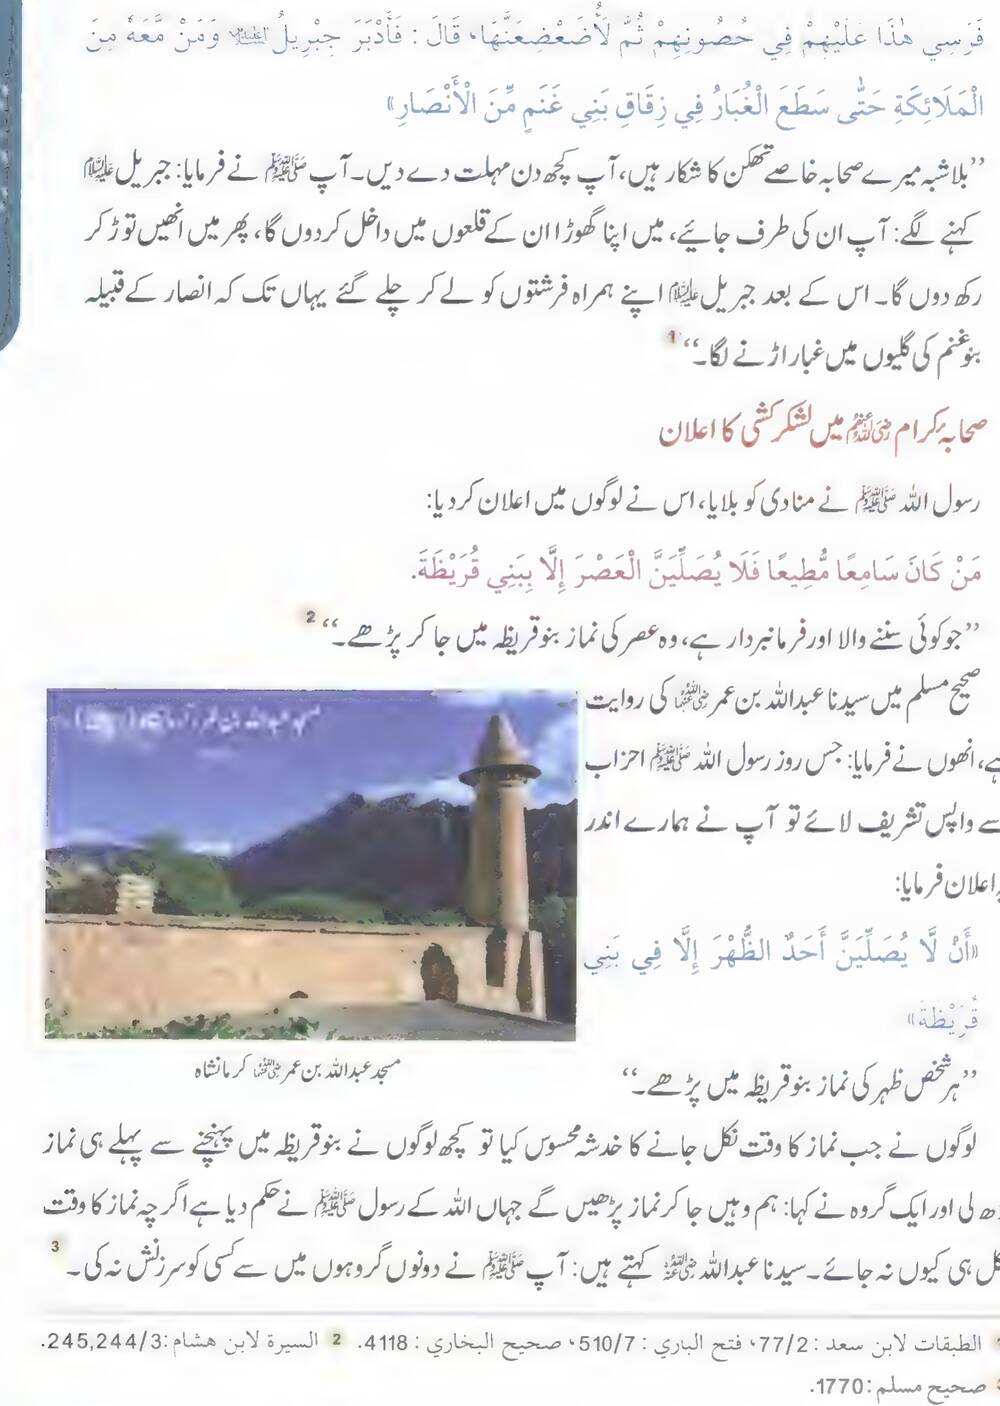 فَرَسِي هٰذَا عَلَيْهِمْ فِي حُصُونِهِمْ ثُمَّ لَأُضَعْضِعَنَّهَا، قَالَ : فَأَدْبَرَ جِبْرِيلُ علیہ السلام وَمَنْ مَّعَهُ مِنَ
الْمَلَائِكَةِ حَتّٰى سَطَعَ الْغُبَارُ فِي زِقَاقِ بَنِي غَنَمٍ مِّنَ الْأَنْصَارِ»
’’بلاشبہ میرے صحابہ خاصے تھکن کا شکار ہیں، آپ کچھ دن مہلت دے دیں۔ آپ ﷺ نے فرمایا: جبریل علیہ السلام
کہنے لگے: آپ ان کی طرف جائیے، میں اپنا گھوڑا ان کے قلعوں میں داخل کردوں گا، پھر میں انھیں توڑ کر
رکھ دوں گا۔ اس کے بعد جبریل علیہ السلام اپنے ہمراہ فرشتوں کو لے کر چلے گئے یہاں تک کہ انصار کے قبیلہ
بنو غنم کی گلیوں میں غبار اڑنے لگا۔‘‘ 1
صحابۂ کرام رضی اللہ عنہم میں لشکر کشی کا اعلان
رسول اللہ ﷺ نے منادی کو بلایا، اس نے لوگوں میں اعلان کردیا:
مَنْ كَانَ سَامِعًا مُّطِيعًا فَلَا يُصَلِّيَنَّ الْعَصْرَ إِلَّا بِبَنِي قُرَيْظَةَ.
’’جو کوئی سننے والا اور فرمانبردار ہے، وہ عصر کی نماز بنوقریظہ میں جا کر پڑھے۔‘‘ 2
صحیح مسلم میں سیدنا عبداللہ بن عمر رضی اللہ عنہما کی روایت
ہے، انھوں نے فرمایا: جس روز رسول اللہ ﷺ احزاب
سے واپس تشریف لائے تو آپ نے ہمارے اندر
اعلان فرمایا:
«أَنْ لَّا يُصَلِّيَنَّ أَحَدٌ الظُّهْرَ إِلَّا فِي بَنِي
قُرَيْظَةَ»
’’ہر شخص ظہر کی نماز بنوقریظہ میں پڑھے۔‘‘
مسجد عبداللہ بن عمر
مسجد عبداللہ بن عمر رضی اللہ عنہما کرمانشاہ
لوگوں نے جب نماز کا وقت نکل جانے کا خدشہ محسوس کیا تو کچھ لوگوں نے بنوقریظہ میں پہنچنے سے پہلے ہی نماز
لی اور ایک گروہ نے کہا: ہم وہیں جا کر نماز پڑھیں گے جہاں اللہ کے رسول ﷺ نے حکم دیا ہے اگرچہ نماز کا وقت
ہی کیوں نہ جائے۔ سیدنا عبداللہ رضی اللہ عنہ کہتے ہیں: آپ ﷺ نے دونوں گروہوں میں سے کسی کو سرزنش نہ کی۔ 3
1 الطبقات لابن سعد : 77/2، فتح الباري : 510/7، صحيح البخاري : 4118. 2 السيرة لابن هشام : 245,244/3.
3 صحيح مسلم : 1770.